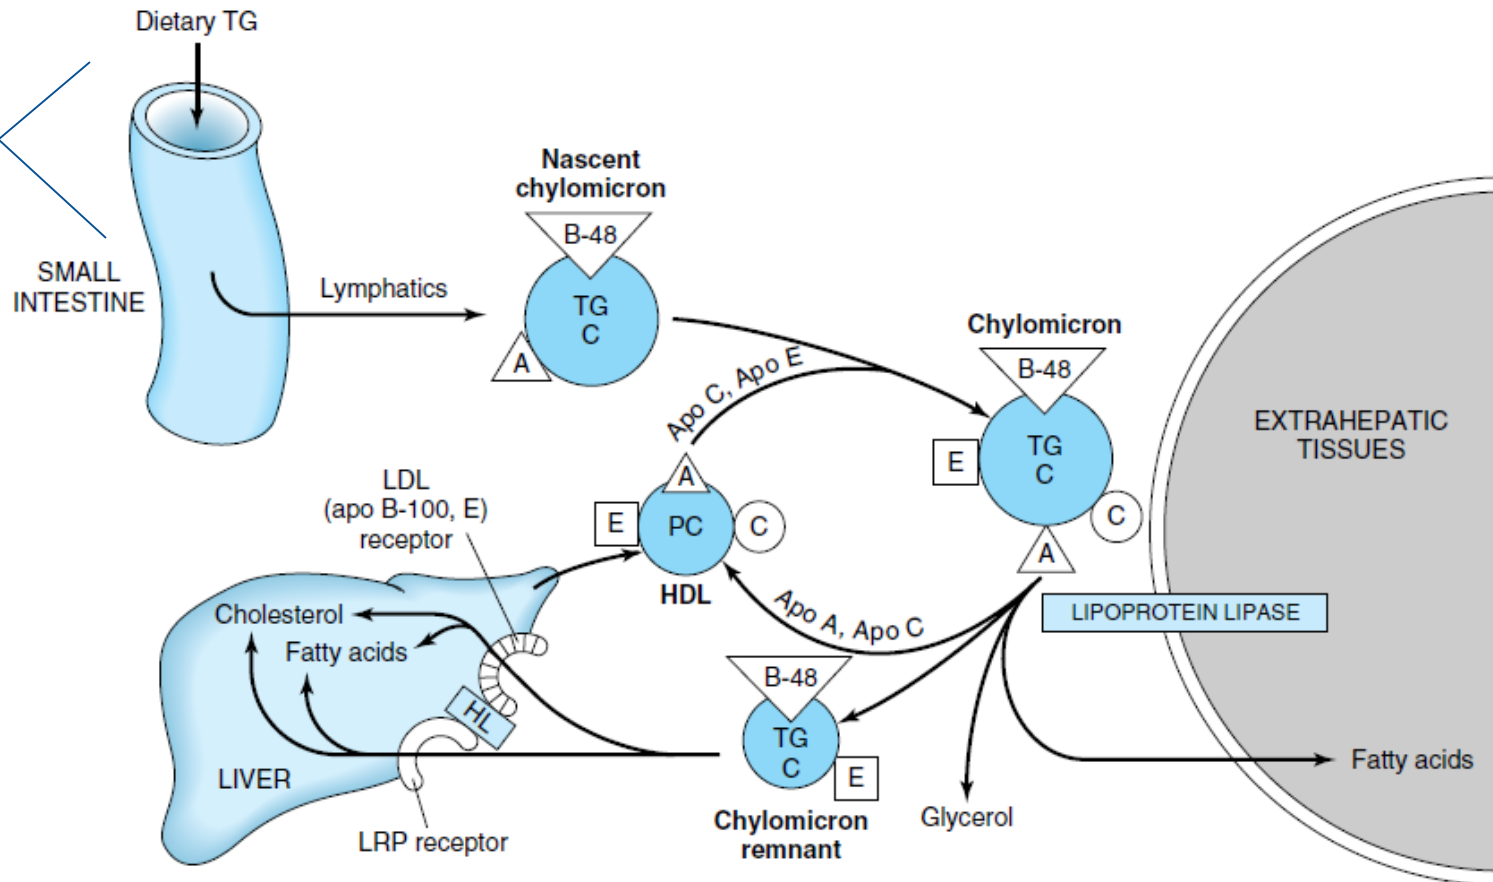 Dietary TG
SMALL
INTESTINE
Lymphatics
Nascent
chylomicron
B-48
TG
C
A
Apo C, Apo E
Chylomicron
B-48
TG
C
E
C
A
EXTRAHEPATIC
TISSUES
LDL
(apo B-100, E)
receptor
A
E
PC
C
HDL
Apo A, Apo C
LIPOPROTEIN LIPASE
Cholesterol
Fatty acids
HL
LIVER
LRP receptor
B-48
TG
C
E
Chylomicron
remnant
Glycerol
Fatty acids